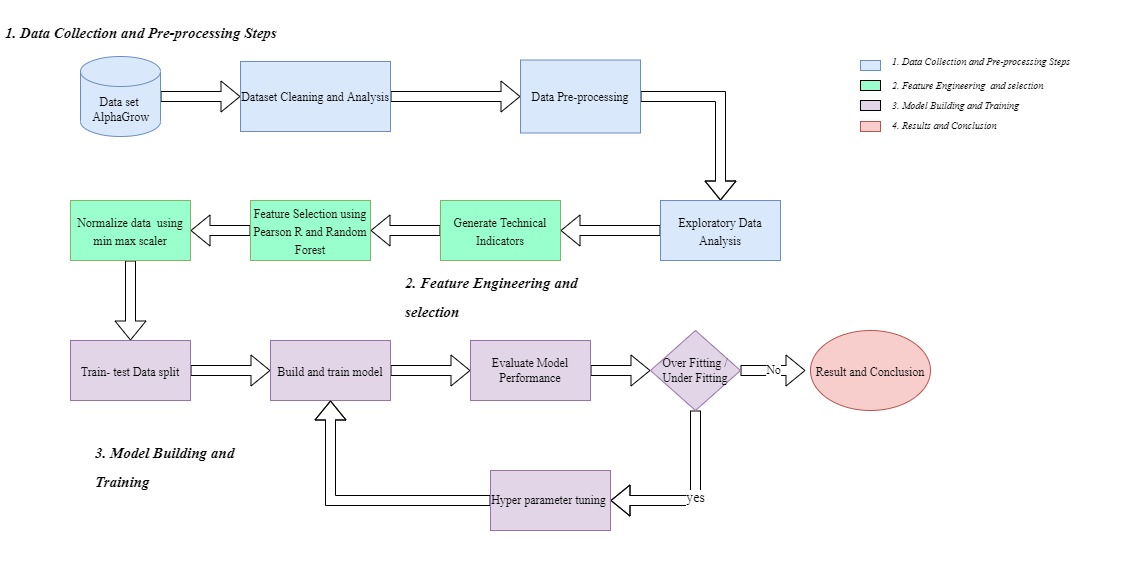 1. Data Collection and Pre-processing Steps
Data set
AlphaGrow
Dataset Cleaning and Analysis
Data Pre-processing
1. Data Collection and Pre-processing Steps
2. Feature Engineering and selection
3. Model Building and Training
4. Results and Conclusion
Normalize data using
min max scaler
Feature Selection using
Pearson R and Random
Forest
Generate Technical
Indicators
Exploratory Data
Analysis
2. Feature Engineering and
selection
Train- test Data split
Build and train model
Evaluate Model
Performance
Over Fitting /
Under Fitting
No
Result and Conclusion
3. Model Building and
Training
Hyper parameter tuning
yes